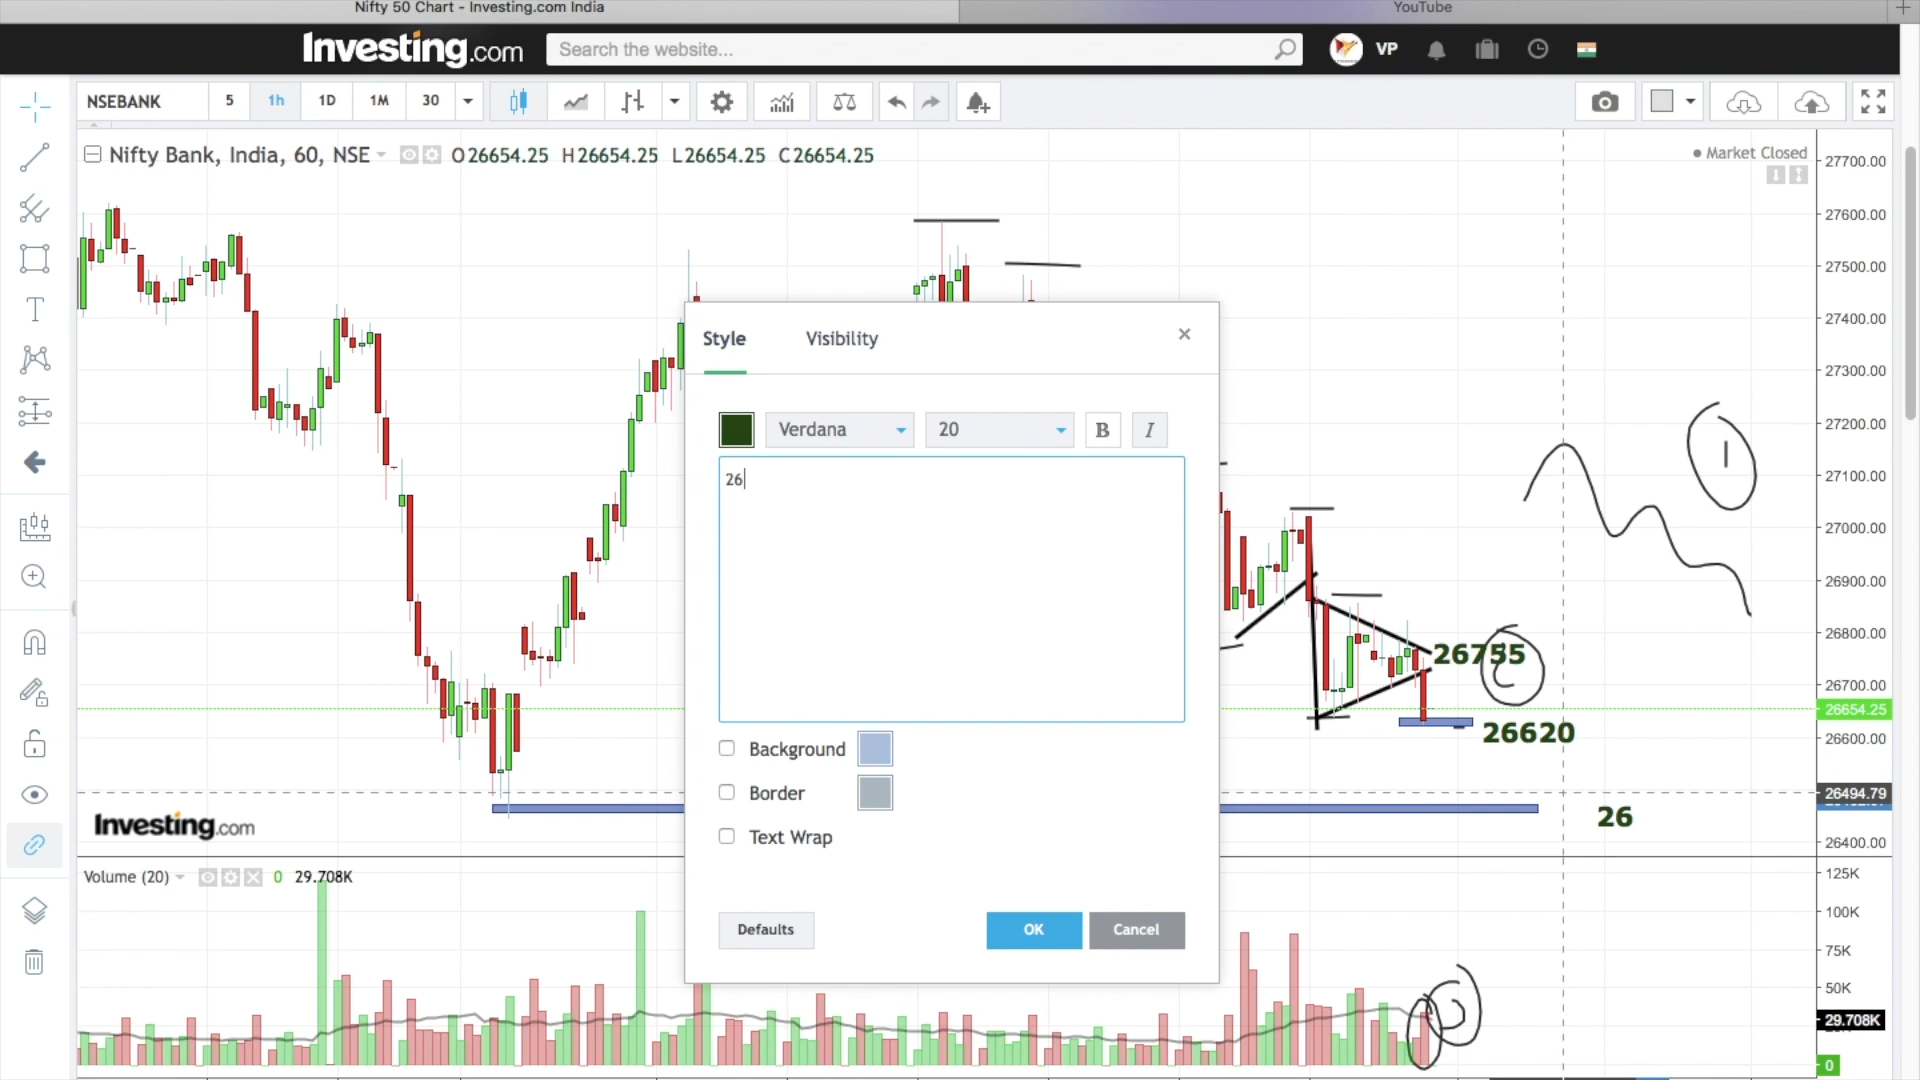 Nifty 50 Chart - Investing.com India
YouTube
Investing.com
Search the website...
VP
NSEBANK
5
1h
1D
1M
30
Nifty Bank, India, 60, NSE
O26654.25 H26654.25 L26654.25 C26654.25
Market Closed
27700.00
27600.00
27500.00
27400.00
27300.00
27200.00
27100.00
27000.00
26900.00
26800.00
26700.00
26654.25
26600.00
26494.79
26400.00
1
26755
2
26620
26
Style
Visibility
Verdana
20
B
I
26
Background
Border
Text Wrap
Defaults
OK
Cancel
Investing.com
Volume (20)
0
29.708K
125K
100K
75K
50K
29.708K
0